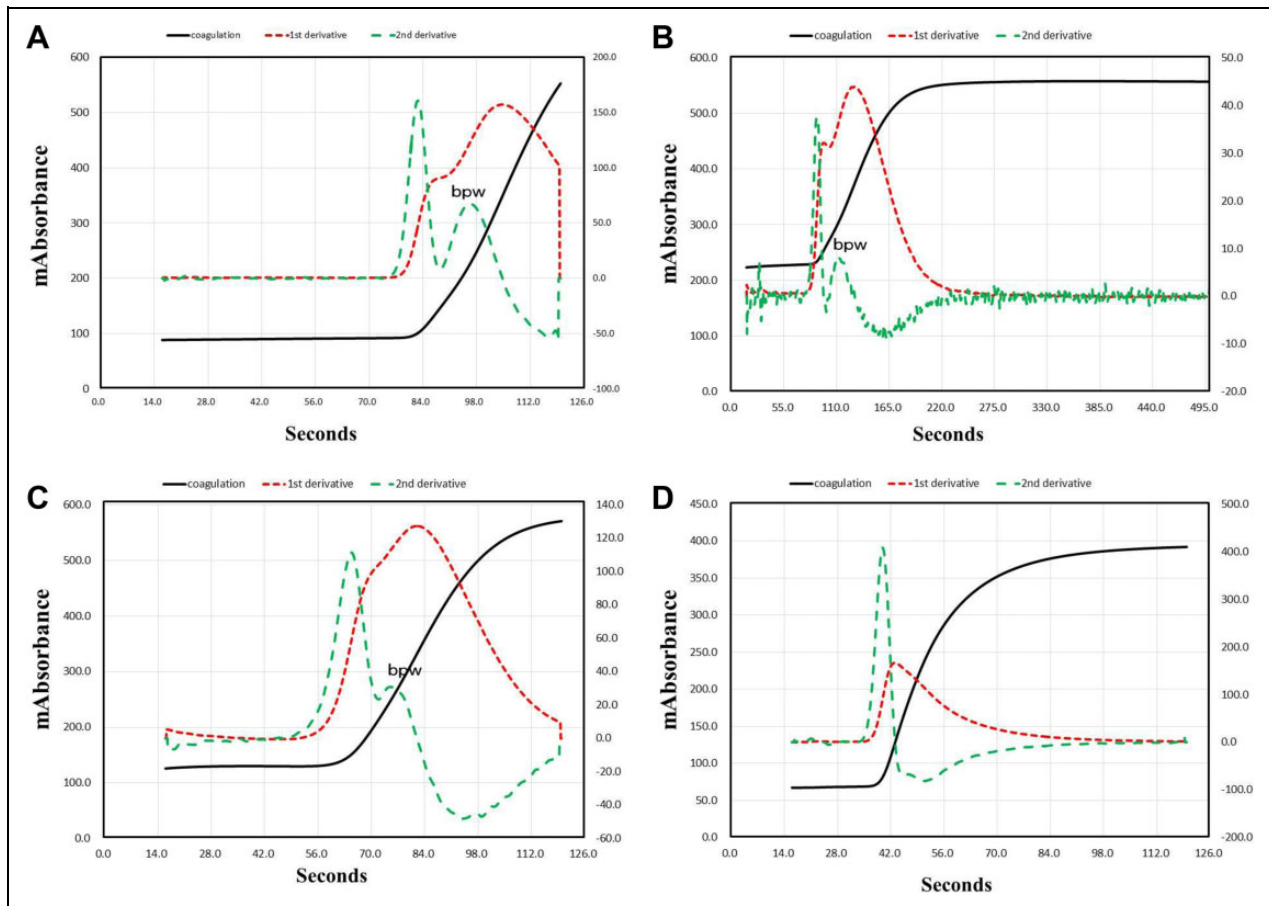 A
coagulation 1st derivative 2nd derivative
600 200.0
500 150.0
400 100.0
300 50.0
200 0.0
100 -50.0
0 -100.0
bpw
mAbsorbance
0.0 14.0 28.0 42.0 56.0 70.0 84.0 98.0 112.0 126.0
Seconds
B
coagulation 1st derivative 2nd derivative
600.0 50.0
500.0 40.0
400.0 30.0
300.0 20.0
200.0 10.0
100.0 0.0
0.0 -10.0
-20.0
bpw
mAbsorbance
0.0 55.0 110.0 165.0 220.0 275.0 330.0 385.0 440.0 495.0
Seconds
C
coagulation 1st derivative 2nd derivative
600.0 140.0
500.0 120.0
400.0 100.0
300.0 80.0
200.0 60.0
100.0 40.0
0.0 20.0
0.0
-20.0
-40.0
-60.0
bpw
mAbsorbance
0.0 14.0 28.0 42.0 56.0 70.0 84.0 98.0 112.0 126.0
Seconds
D
coagulation 1st derivative 2nd derivative
450.0 500.0
400.0 400.0
350.0 300.0
300.0 200.0
250.0 100.0
200.0 0.0
150.0 -100.0
100.0 -200.0
50.0
0.0
mAbsorbance
0.0 14.0 28.0 42.0 56.0 70.0 84.0 98.0 112.0 126.0
Seconds